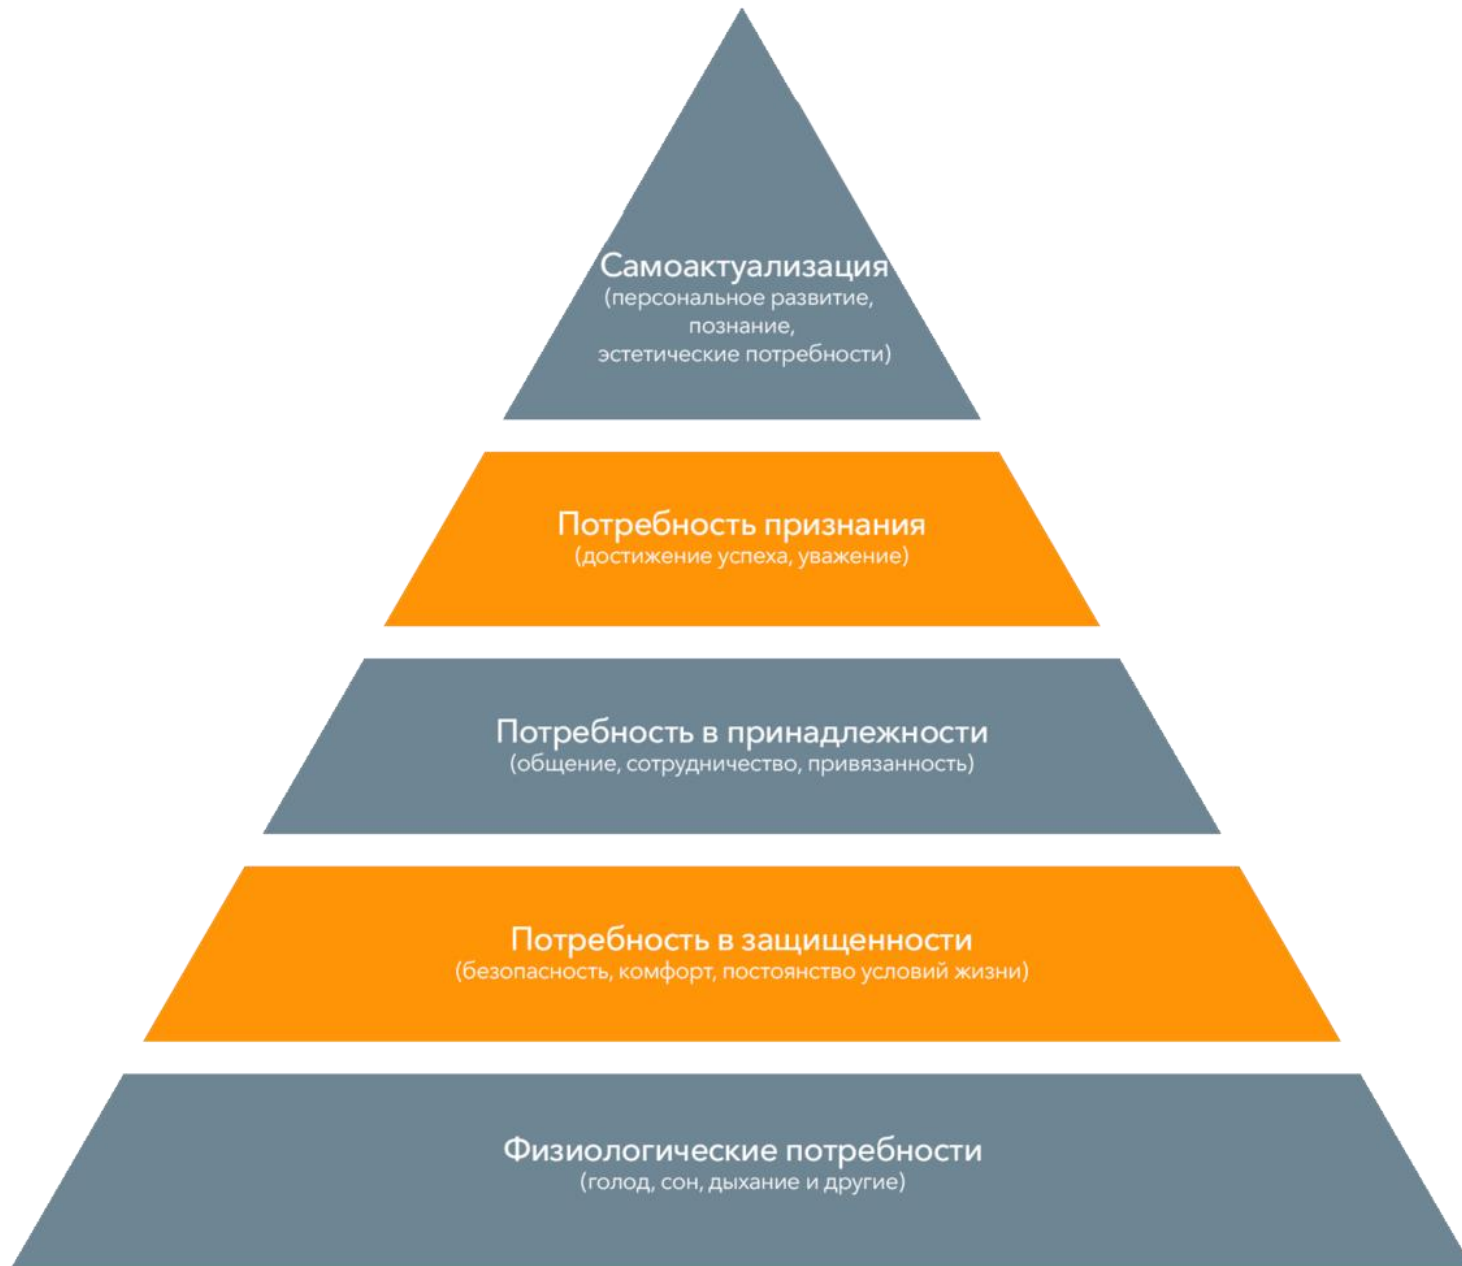 Самоактуализация
(персональное развитие,
познание,
эстетические потребности)
Потребность признания
(достижение успеха, уважение)
Потребность в принадлежности
(общение, сотрудничество, привязанность)
Потребность в защищенности
(безопасность, комфорт, постоянство условий жизни)
Физиологические потребности
(голод, сон, дыхание и другие)